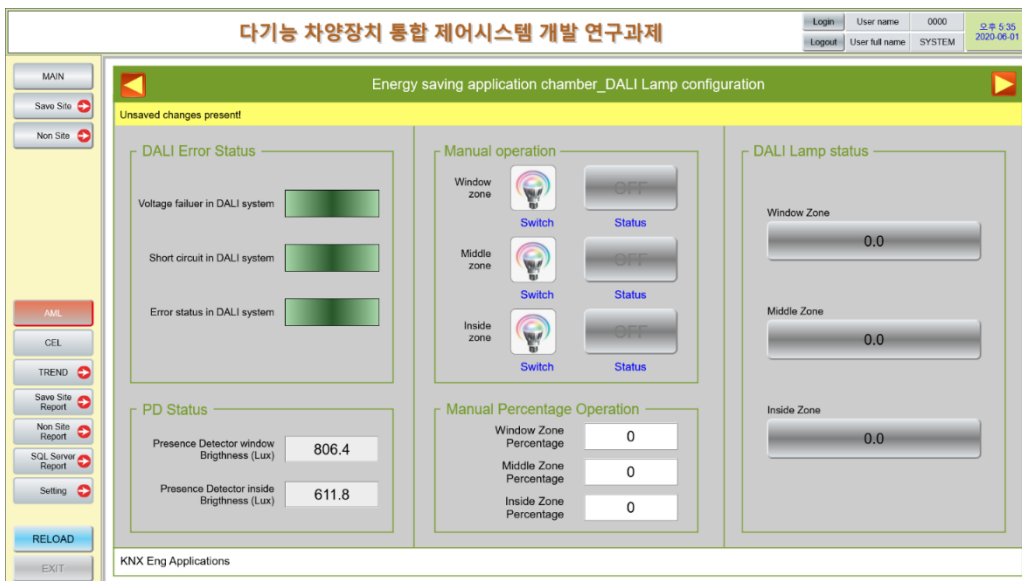 다기능 차양장치 통합 제어시스템 개발 연구과제
Login User name 0000
Logout User full name SYSTEM
오후 5:35
2020-06-01
MAIN
Save Site
Non Site
AML
CEL
TREND
Save Site
Report
Non Site
Report
SQL Server
Report
Setting
RELOAD
EXIT
Energy saving application chamber_DALI Lamp configuration
Unsaved changes present!
DALI Error Status
Voltage failuer in DALI system
Short circuit in DALI system
Error status in DALI system
PD Status
Presence Detector window
Brigthness (Lux)
806.4
Presence Detector inside
Brigthness (Lux)
611.8
Manual operation
Window
zone
OFF
Switch Status
Middle
zone
OFF
Switch Status
Inside
zone
OFF
Switch Status
Manual Percentage Operation
Window Zone
Percentage
0
Middle Zone
Percentage
0
Inside Zone
Percentage
0
DALI Lamp status
Window Zone
0.0
Middle Zone
0.0
Inside Zone
0.0
KNX Eng Applications